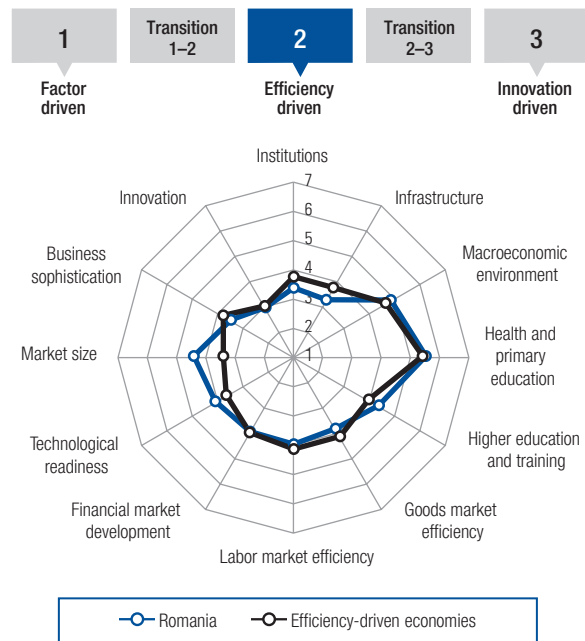 1
Transition
1–2
2
Transition
2–3
3
Factor
driven
Efficiency
driven
Innovation
driven
Institutions
Innovation
Infrastructure
Business
sophistication
Macroeconomic
environment
Market size
Health and
primary
education
Technological
readiness
Higher education
and training
Financial market
development
Goods market
efficiency
Labor market efficiency
7
6
5
4
3
2
1
Romania
Efficiency-driven economies